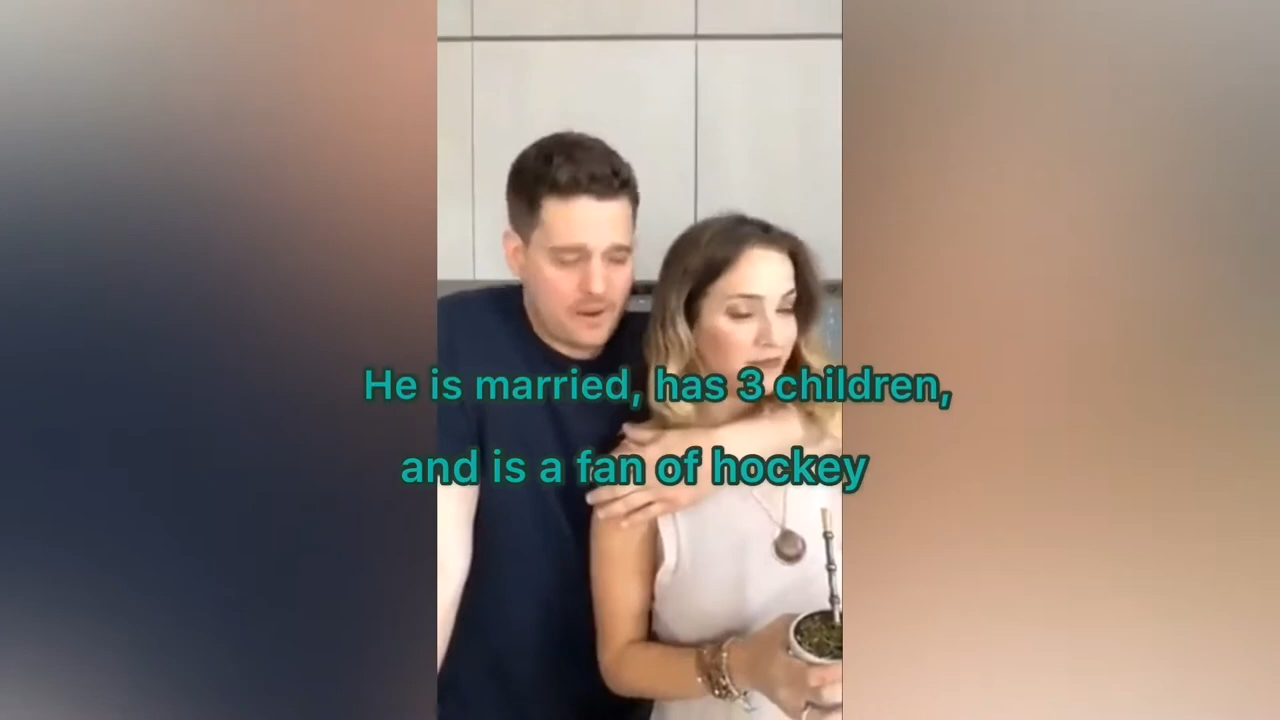 He is married, has 3 children,
and is a fan of hockey